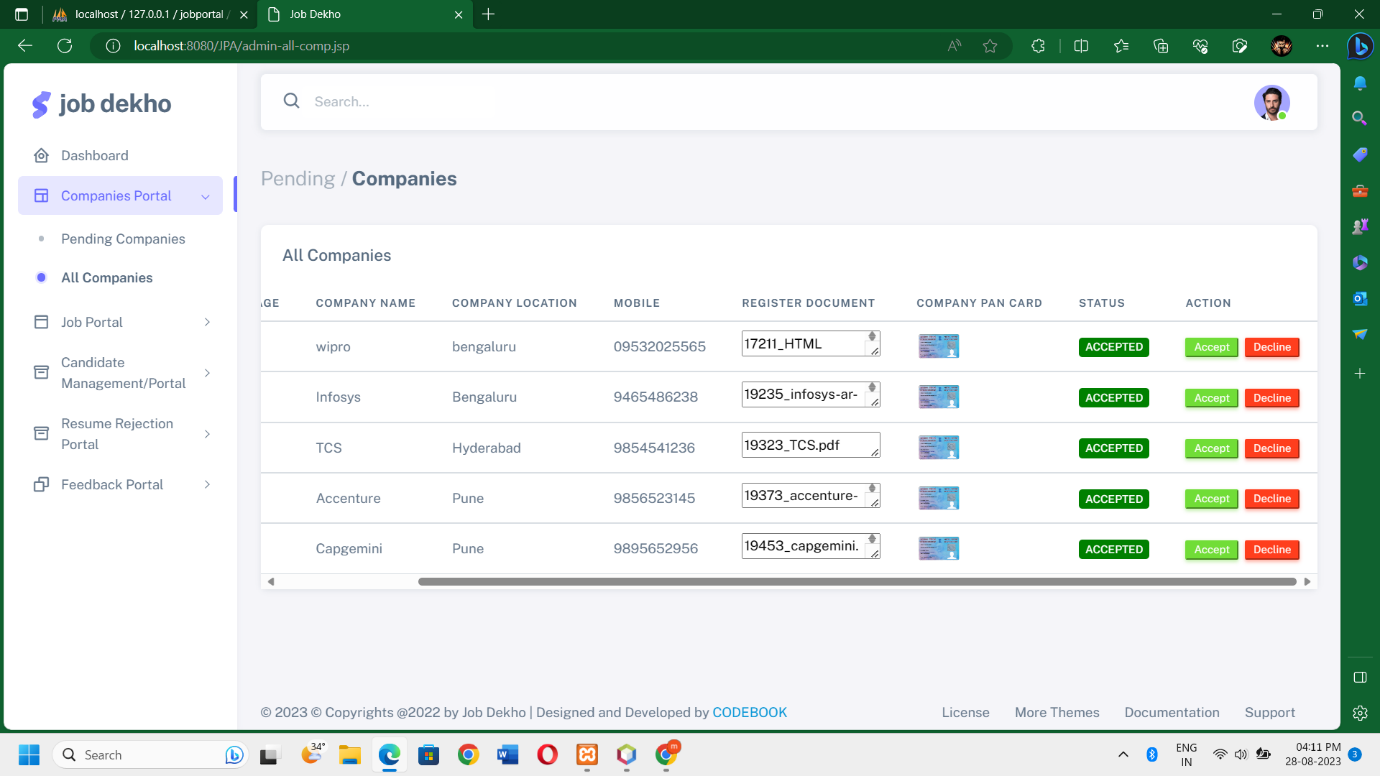 localhost / 127.0.0.1 / jobportal /
Job Dekho
localhost:8080/JPA/admin-all-comp.jsp
job dekho
Search...
Dashboard
Companies Portal
Pending Companies
All Companies
Job Portal
Candidate
Management/Portal
Resume Rejection
Portal
Feedback Portal
Pending / Companies
All Companies
AGE COMPANY NAME COMPANY LOCATION MOBILE REGISTER DOCUMENT COMPANY PAN CARD STATUS ACTION
wipro bengaluru 09532025565 17211_HTML ACCEPTED Accept Decline
Infosys Bengaluru 9465486238 19235_infosys-ar- ACCEPTED Accept Decline
TCS Hyderabad 9854541236 19323_TCS.pdf ACCEPTED Accept Decline
Accenture Pune 9856523145 19373_accenture- ACCEPTED Accept Decline
Capgemini Pune 9895652956 19453_capgemini. ACCEPTED Accept Decline
© 2023 © Copyrights @2022 by Job Dekho | Designed and Developed by CODEBOOK License More Themes Documentation Support
Search 34° ENG 04:11 PM
IN 28-08-2023 3